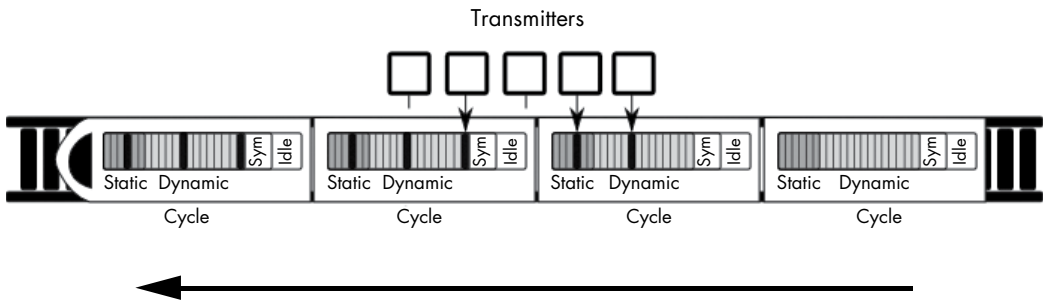 Transmitters
Sym Idle Sym Idle Sym Idle Sym Idle
Static Dynamic Static Dynamic Static Dynamic Static Dynamic
Cycle Cycle Cycle Cycle